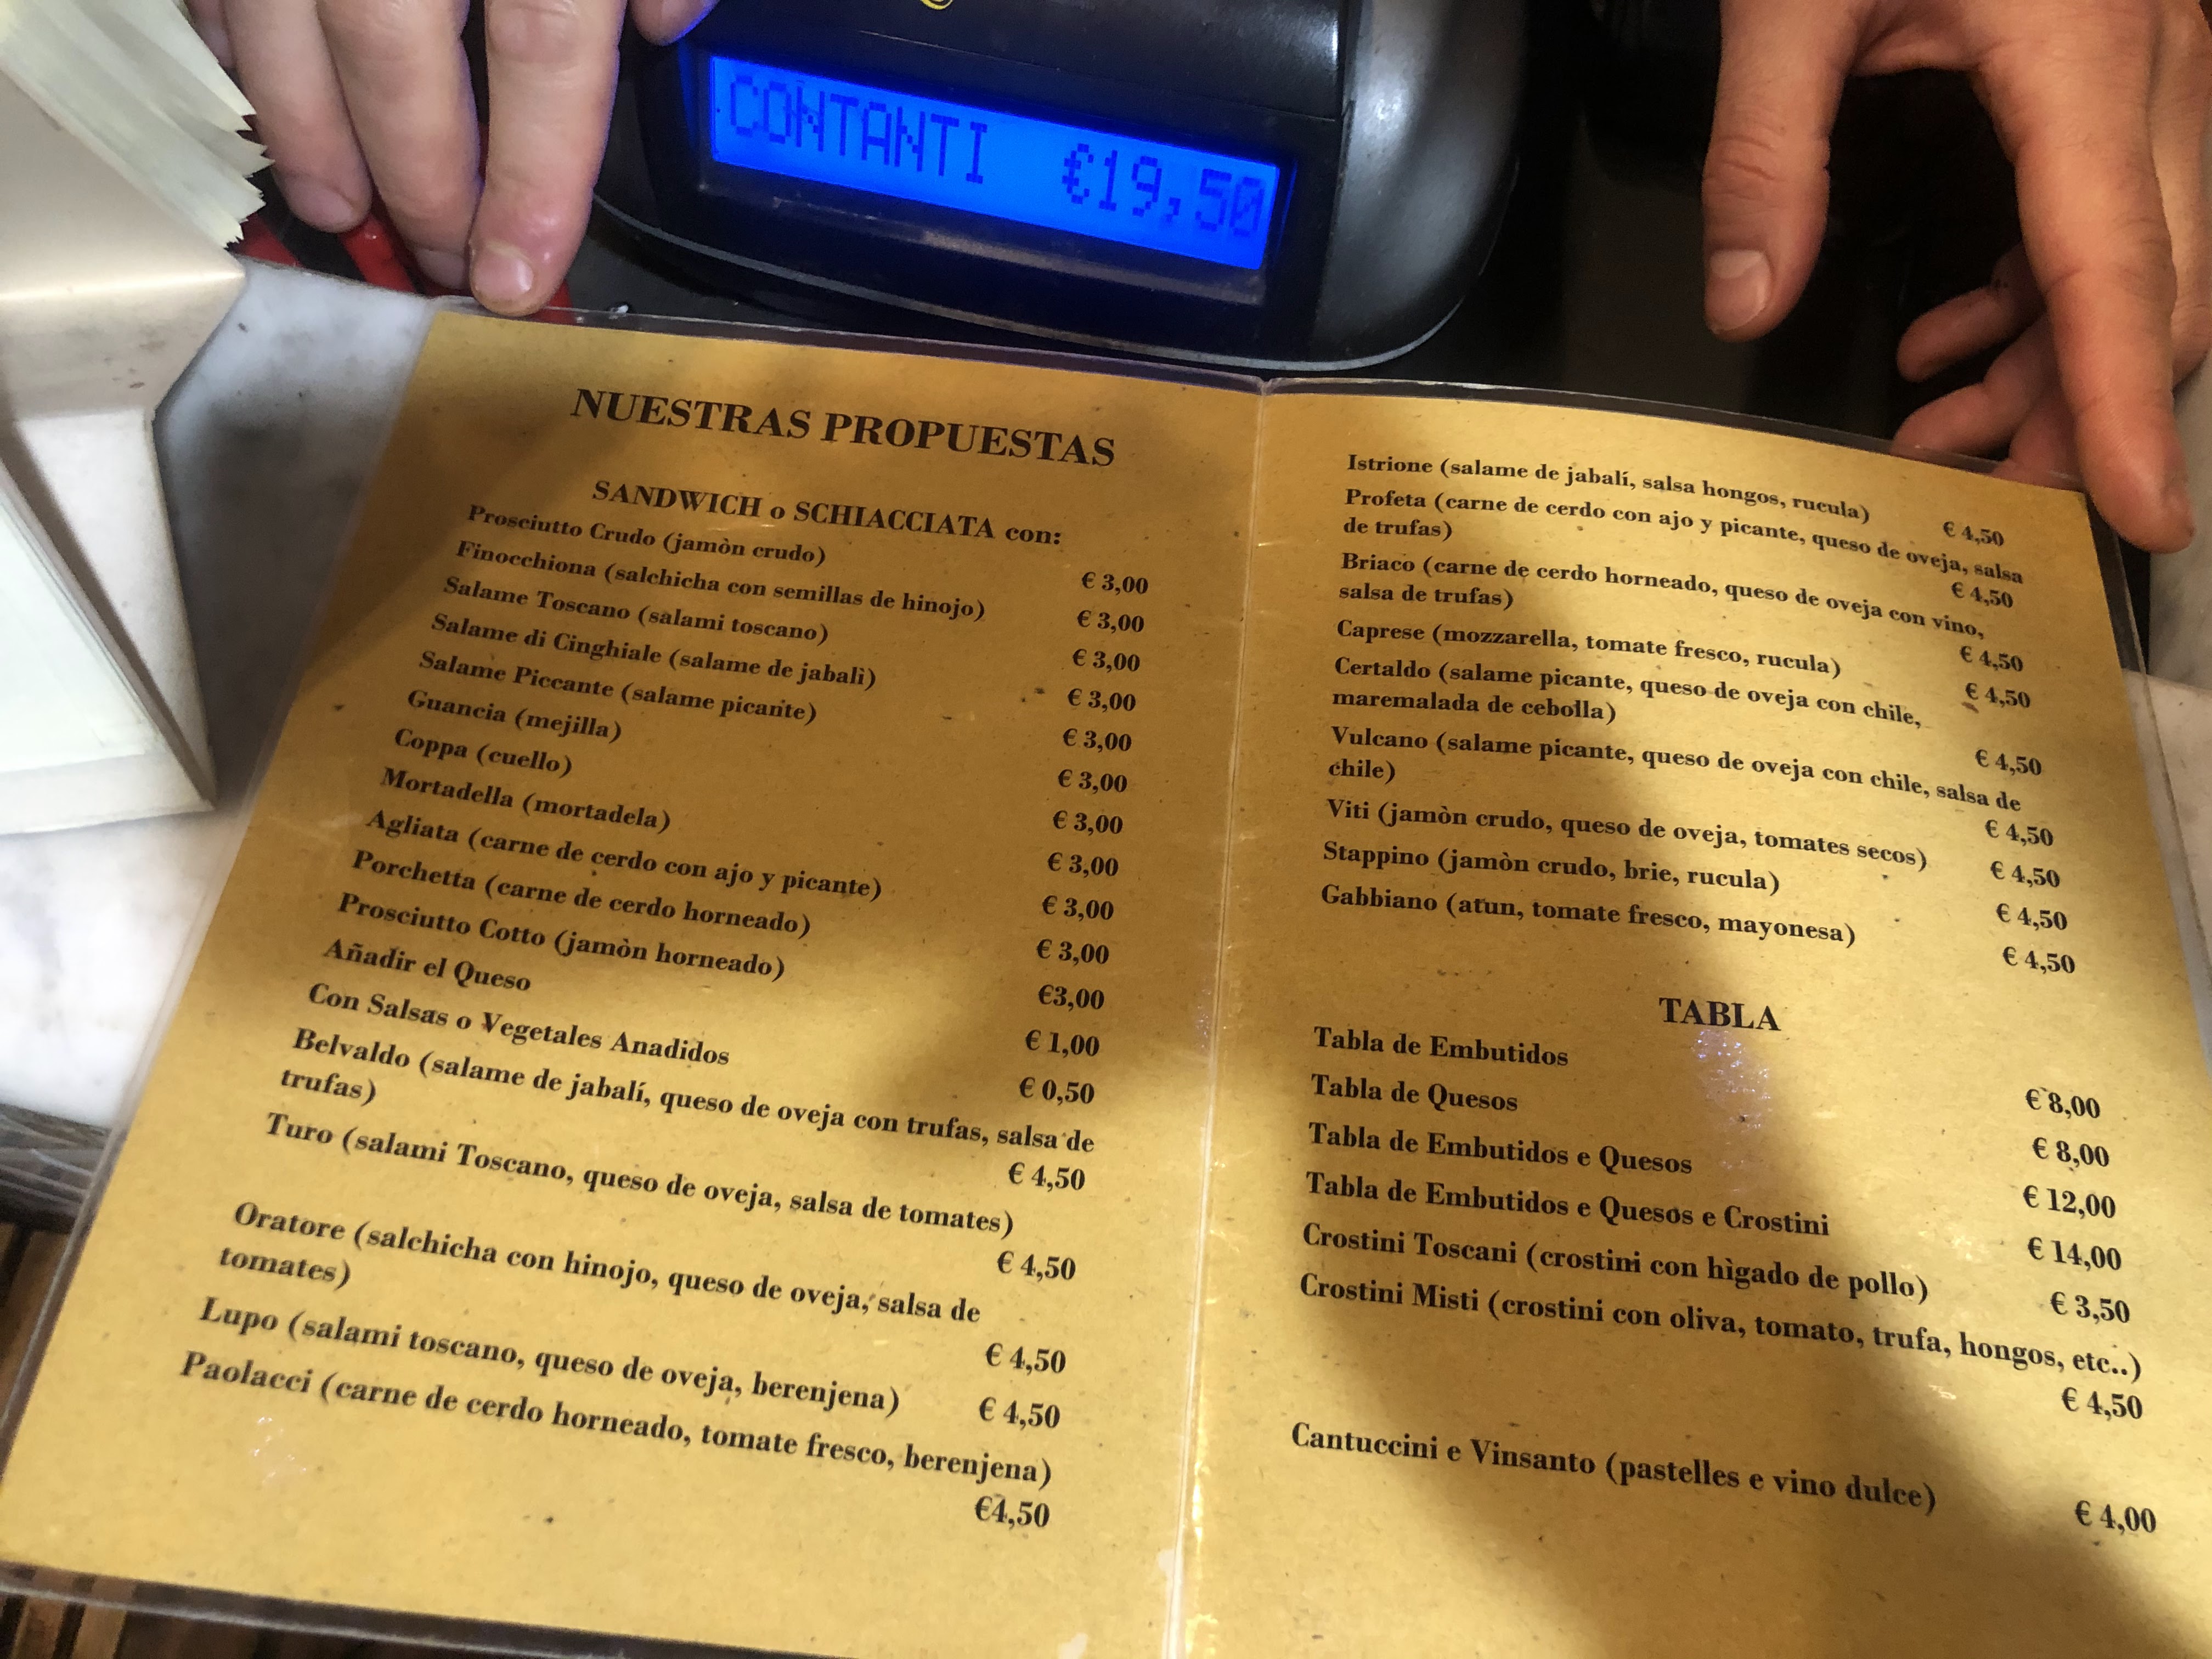 CONTANTI €19,50
NUESTRAS PROPUESTAS
SANDWICH o SCHIACCIATA con:
Prosciutto Crudo (jamòn crudo) € 3,00
Finocchiona (salchicha con semillas de hinojo) € 3,00
Salame Toscano (salami toscano) € 3,00
Salame di Cinghiale (salame de jabalì) € 3,00
Salame Piccante (salame picante) € 3,00
Guancia (mejilla) € 3,00
Coppa (cuello) € 3,00
Mortadella (mortadela) € 3,00
Agliata (carne de cerdo con ajo y picante) € 3,00
Porchetta (carne de cerdo horneado) € 3,00
Prosciutto Cotto (jamòn horneado) €3,00
Añadir el Queso € 1,00
Con Salsas o Vegetales Anadidos € 0,50
Belvaldo (salame de jabalí, queso de oveja con trufas, salsa de
trufas) € 4,50
Turo (salami Toscano, queso de oveja, salsa de tomates)
€ 4,50
Oratore (salchicha con hinojo, queso de oveja, salsa de
tomates) € 4,50
Lupo (salami toscano, queso de oveja, berenjena) € 4,50
Paolacci (carne de cerdo horneado, tomate fresco, berenjena)
€4,50
Istrione (salame de jabalí, salsa hongos, rucula) € 4,50
Profeta (carne de cerdo con ajo y picante, queso de oveja, salsa
de trufas) € 4,50
Briaco (carne de cerdo horneado, queso de oveja con vino,
salsa de trufas) € 4,50
Caprese (mozzarella, tomate fresco, rucula) € 4,50
Certaldo (salame picante, queso de oveja con chile,
maremalada de cebolla) € 4,50
Vulcano (salame picante, queso de oveja con chile, salsa de
chile) € 4,50
Viti (jamòn crudo, queso de oveja, tomates secos) € 4,50
Stappino (jamòn crudo, brie, rucula) € 4,50
Gabbiano (atun, tomate fresco, mayonesa) € 4,50
TABLA
Tabla de Embutidos € 8,00
Tabla de Quesos € 8,00
Tabla de Embutidos e Quesos € 12,00
Tabla de Embutidos e Quesos e Crostini € 14,00
Crostini Toscani (crostini con hìgado de pollo) € 3,50
Crostini Misti (crostini con oliva, tomato, trufa, hongos, etc..)
€ 4,50
Cantuccini e Vinsanto (pastelles e vino dulce) € 4,00